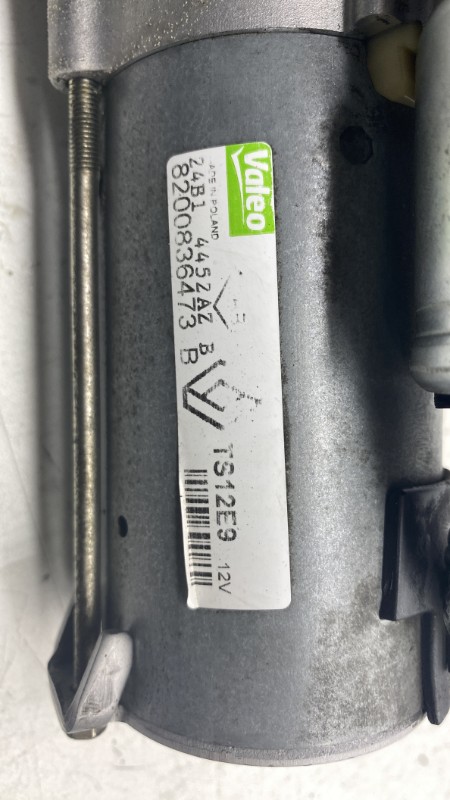 Valeo
MADE IN POLAND
24B1 4452AZ B
8200836473 B
TS12E9
12V